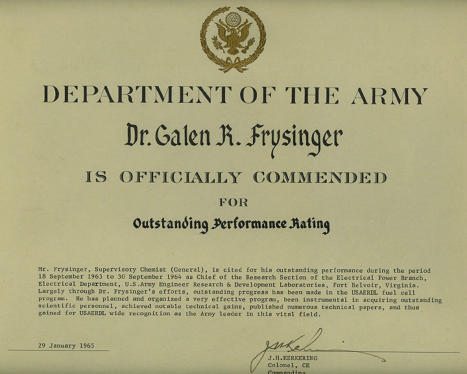 DEPARTMENT OF THE ARMY
Dr. Galen R. Frysinger
IS OFFICIALLY COMMENDED
FOR
Outstanding Performance Rating
Mr. Frysinger, Supervisory Chemist (General), is cited for his outstanding performance during the period
18 September 1963 to 30 September 1964 as Chief of the Research Section of the Electrical Power Branch,
Electrical Department, U.S.Army Engineer Research & Development Laboratories, Fort Belvoir, Virginia.
Largely through Dr. Frysinger's efforts, outstanding progress has been made in the USAERDL fuel cell
program. He has planned and organized a very effective program, been instrumental in acquiring outstanding
scientific personnel, achieved notable technical gains, published numerous technical papers, and thus
gained for USAERDL wide recognition as the Army leader in this vital field.
29 January 1965
J.H.KERKERING
Colonel, CE
Commanding